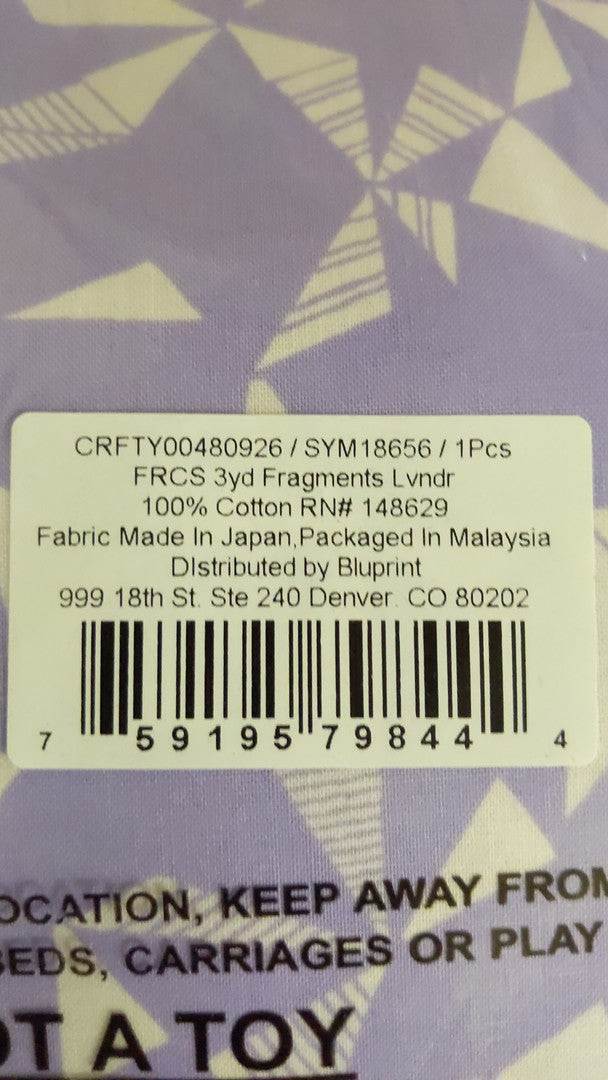 CRFTY00480926 / SYM18656 / 1Pcs
FRCS 3yd Fragments Lvndr
100% Cotton RN# 148629
Fabric Made In Japan,Packaged In Malaysia
DIstributed by Bluprint
999 18th St. Ste 240 Denver. CO 80202
7 59195 79844 4
OCATION, KEEP AWAY FROM
BEDS, CARRIAGES OR PLAY
OT A TOY